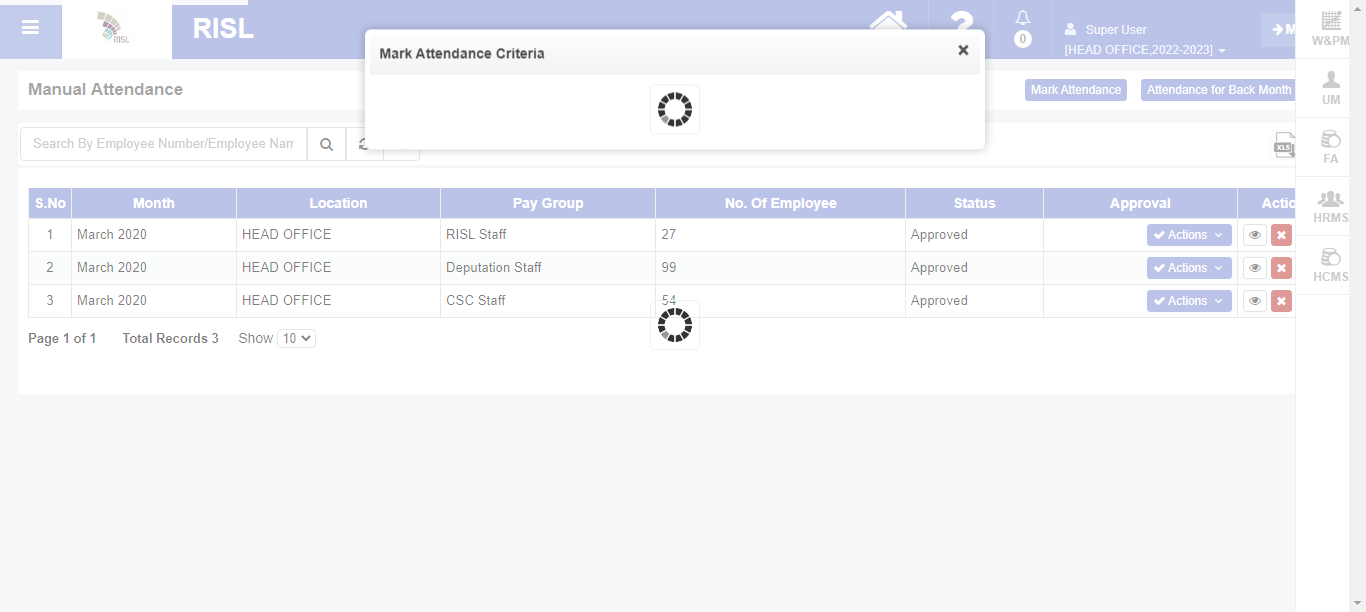 RISL
RISL
Mark Attendance Criteria
0
Super User
[HEAD OFFICE,2022-2023]
M
W&PM
UM
FA
HRMS
HCMS
Manual Attendance
Mark Attendance
Attendance for Back Month
Search By Employee Number/Employee Nam
XLS
S.No Month Location Pay Group No. Of Employee Status Approval Actio
1 March 2020 HEAD OFFICE RISL Staff 27 Approved Actions
2 March 2020 HEAD OFFICE Deputation Staff 99 Approved Actions
3 March 2020 HEAD OFFICE CSC Staff 54 Approved Actions
Page 1 of 1 Total Records 3 Show 10